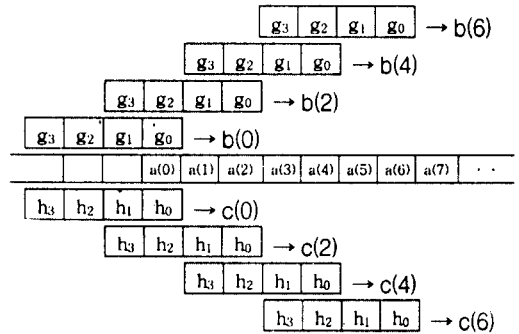 g₃ g₂ g₁ g₀ → b(6)
g₃ g₂ g₁ g₀ → b(4)
g₃ g₂ g₁ g₀ → b(2)
g₃ g₂ g₁ g₀ → b(0)
a(0) a(1) a(2) a(3) a(4) a(5) a(6) a(7) · ·
h₃ h₂ h₁ h₀ → c(0)
h₃ h₂ h₁ h₀ → c(2)
h₃ h₂ h₁ h₀ → c(4)
h₃ h₂ h₁ h₀ → c(6)